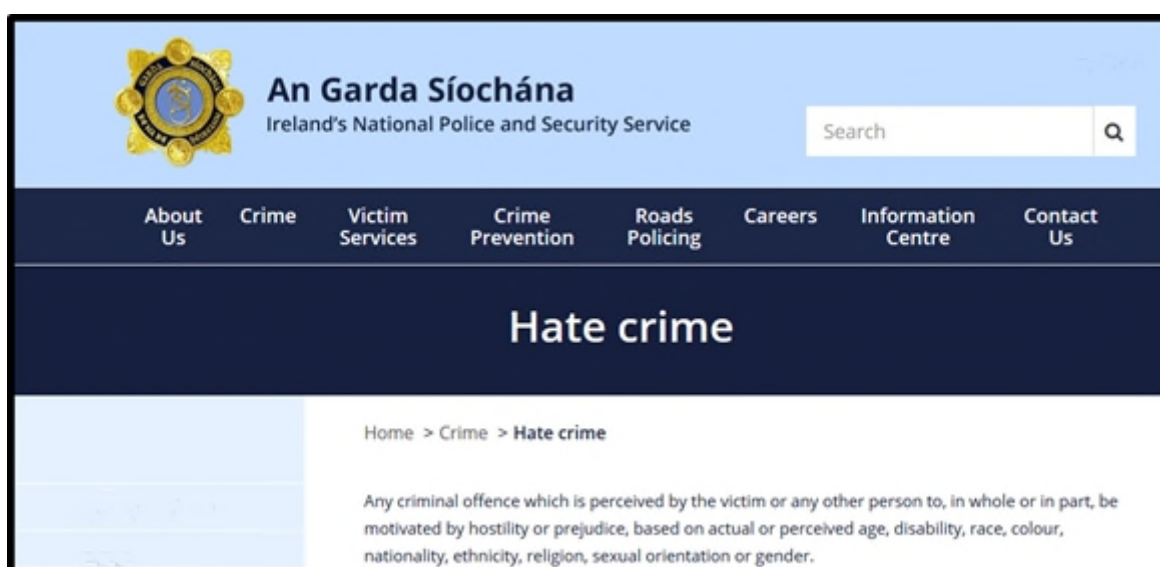 An Garda Síochána
Ireland's National Police and Security Service
Search
About Us
Crime
Victim Services
Crime Prevention
Roads Policing
Careers
Information Centre
Contact Us
Hate crime
Home > Crime > Hate crime
Any criminal offence which is perceived by the victim or any other person to, in whole or in part, be
motivated by hostility or prejudice, based on actual or perceived age, disability, race, colour,
nationality, ethnicity, religion, sexual orientation or gender.